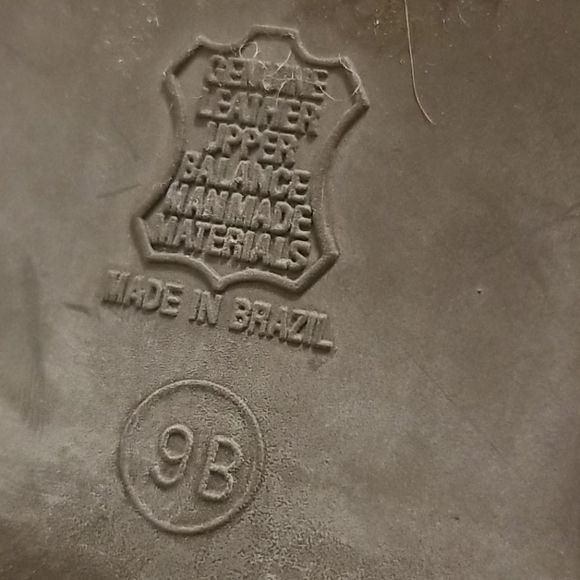 GENUINE
LEATHER
UPPER
BALANCE
MANMADE
MATERIALS
MADE IN BRAZIL
9B